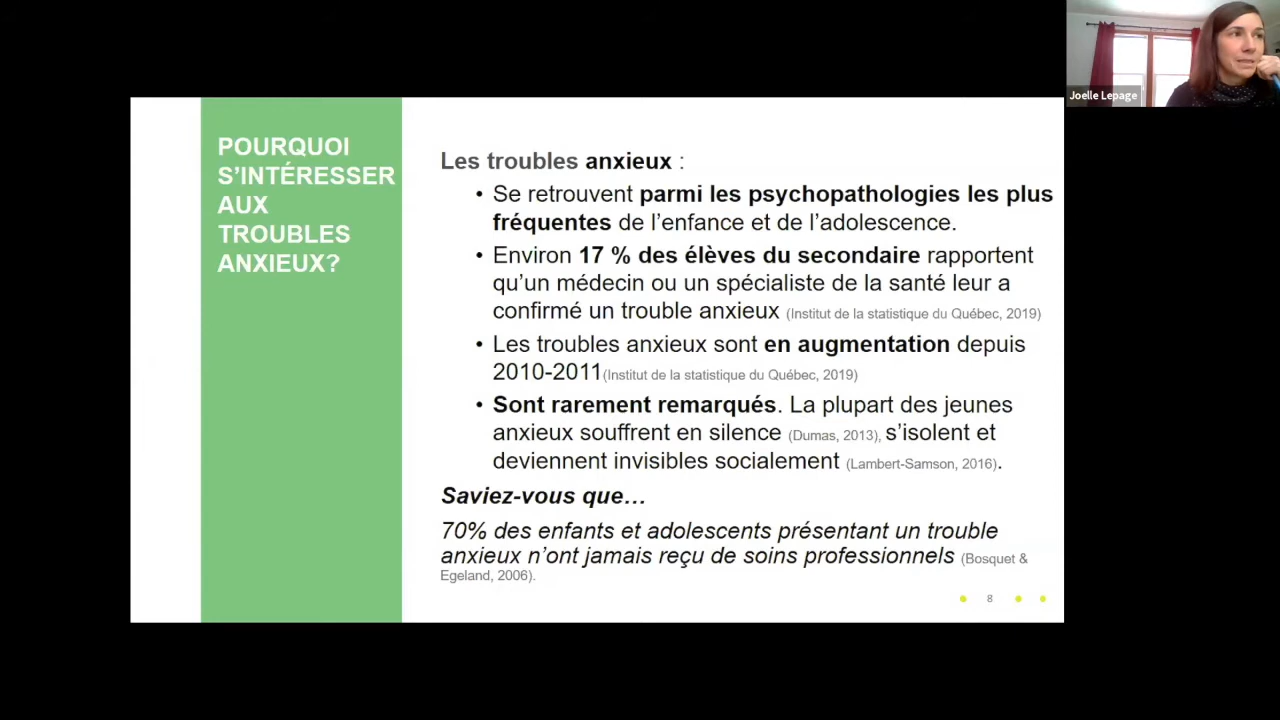 Joelle Lepage
POURQUOI
S'INTÉRESSER
AUX
TROUBLES
ANXIEUX?
Les troubles anxieux :
• Se retrouvent parmi les psychopathologies les plus
fréquentes de l'enfance et de l'adolescence.
• Environ 17 % des élèves du secondaire rapportent
qu'un médecin ou un spécialiste de la santé leur a
confirmé un trouble anxieux (Institut de la statistique du Québec, 2019)
• Les troubles anxieux sont en augmentation depuis
2010-2011(Institut de la statistique du Québec, 2019)
• Sont rarement remarqués. La plupart des jeunes
anxieux souffrent en silence (Dumas, 2013), s'isolent et
deviennent invisibles socialement (Lambert-Samson, 2016).
Saviez-vous que…
70% des enfants et adolescents présentant un trouble
anxieux n'ont jamais reçu de soins professionnels (Bosquet &
Egeland, 2006).
8